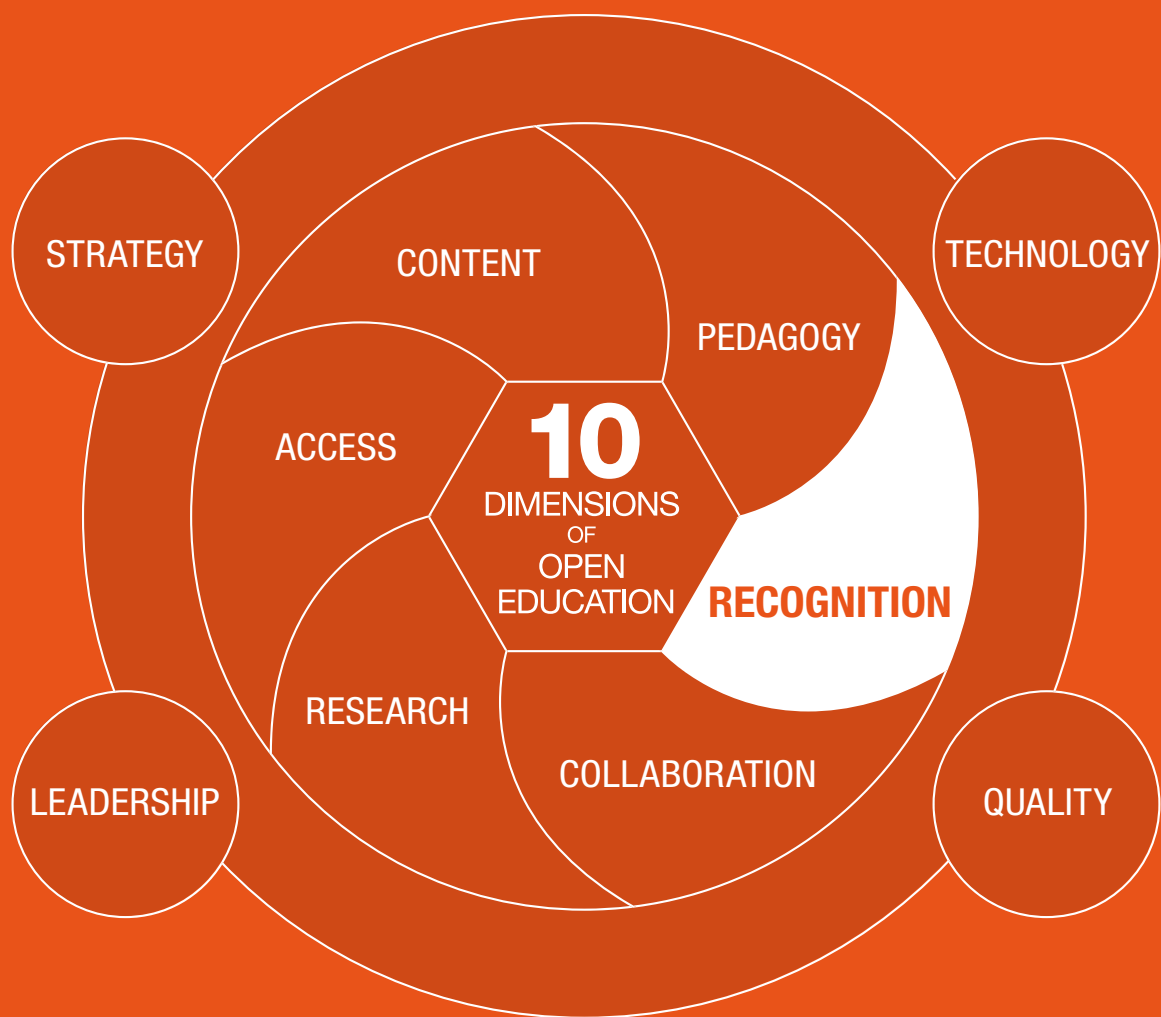 STRATEGY
TECHNOLOGY
CONTENT
PEDAGOGY
ACCESS
10
DIMENSIONS
OF
OPEN
EDUCATION
RECOGNITION
RESEARCH
COLLABORATION
LEADERSHIP
QUALITY